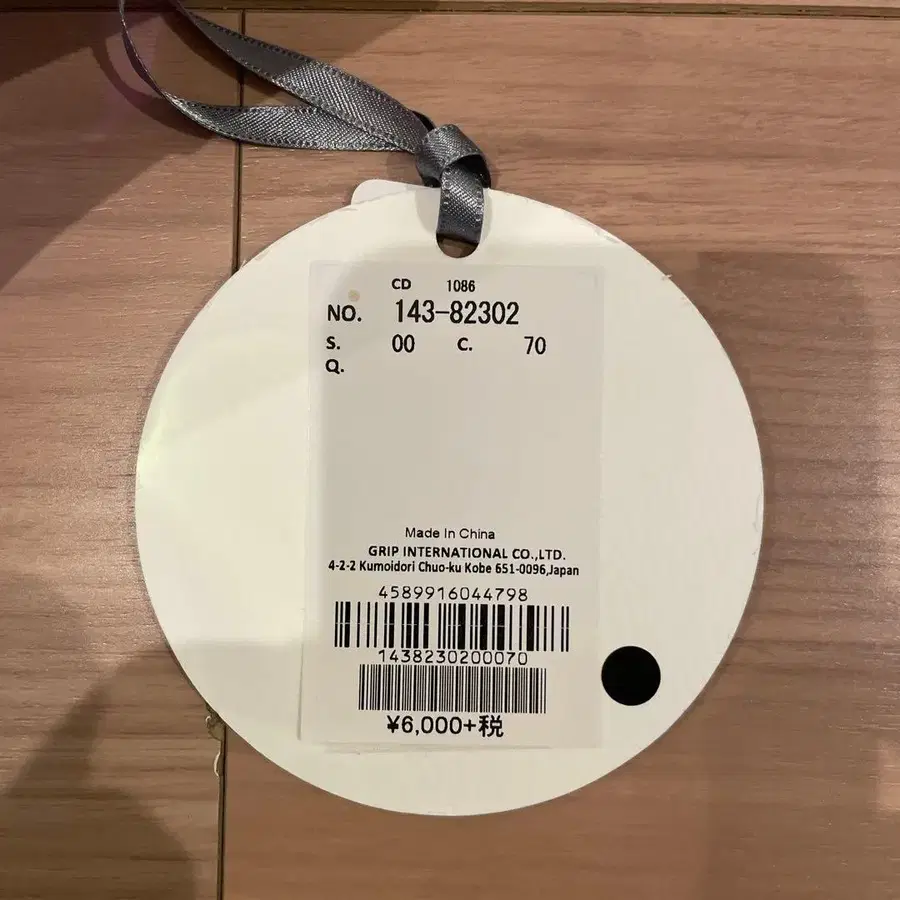 CD 1086
NO. 143-82302
S. 00 C. 70
Q.
Made In China
GRIP INTERNATIONAL CO.,LTD.
4-2-2 Kumoidori Chuo-ku Kobe 651-0096,Japan
4589916044798
1438230200070
¥6,000+税